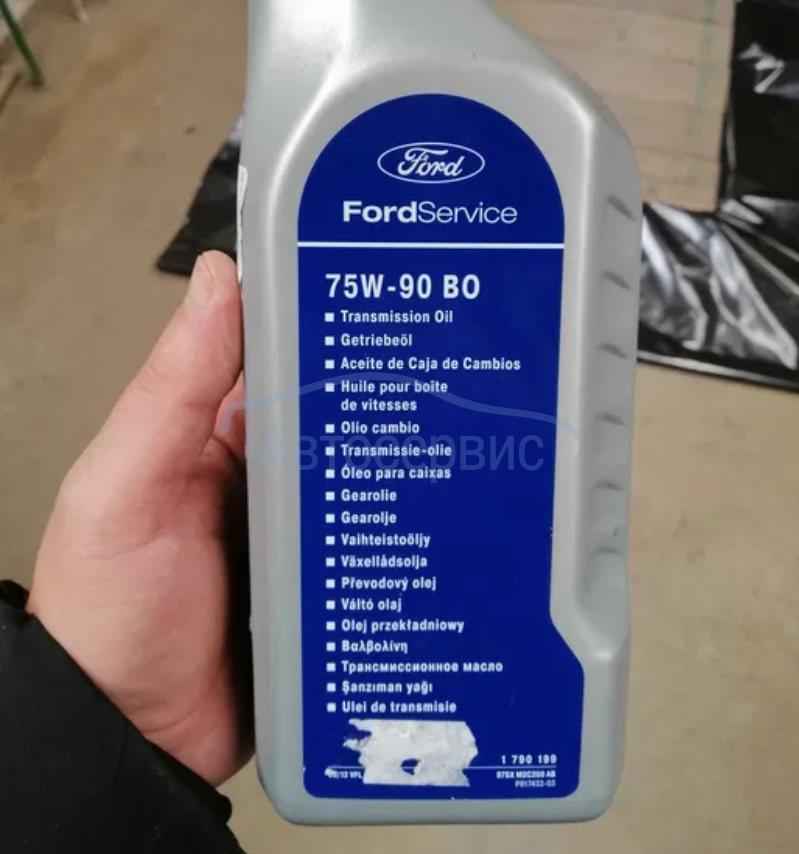 Ford
FordService
75W-90 BO
Transmission Oil
Getriebeöl
Aceite de Caja de Cambios
Huile pour boîte
de vitesses
Olio cambio
Transmissie-olie
Óleo para caixas
Gearolie
Gearolje
Vaihteistoöljy
Växellådsolja
Převodový olej
Váltó olaj
Olej przekładniowy
Βαλβολίνη
Трансмиссионное масло
Şanzıman yağı
Ulei de transmisie
1 790 199
Автосервис